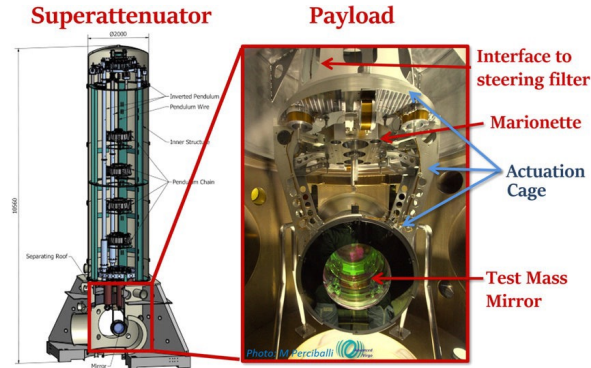 Superattenuator
Payload
Ø2000
Inverted Pendulum
Pendulum Wire
Inner Structure
Pendulum Chain
18560
Separating Roof
Mirror
Interface to
steering filter
Marionette
Actuation
Cage
Test Mass
Mirror
Photo: M Perciballi